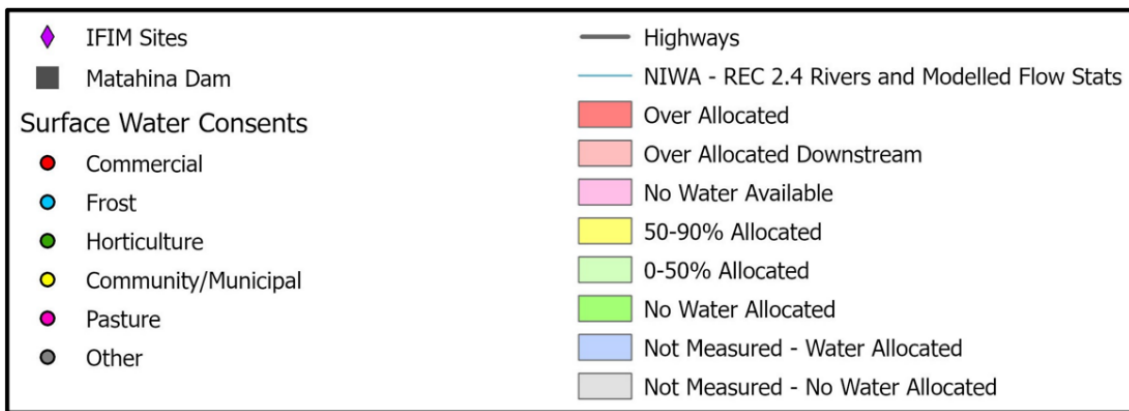 IFIM Sites
Matahina Dam
Surface Water Consents
Commercial
Frost
Horticulture
Community/Municipal
Pasture
Other
Highways
NIWA - REC 2.4 Rivers and Modelled Flow Stats
Over Allocated
Over Allocated Downstream
No Water Available
50-90% Allocated
0-50% Allocated
No Water Allocated
Not Measured - Water Allocated
Not Measured - No Water Allocated